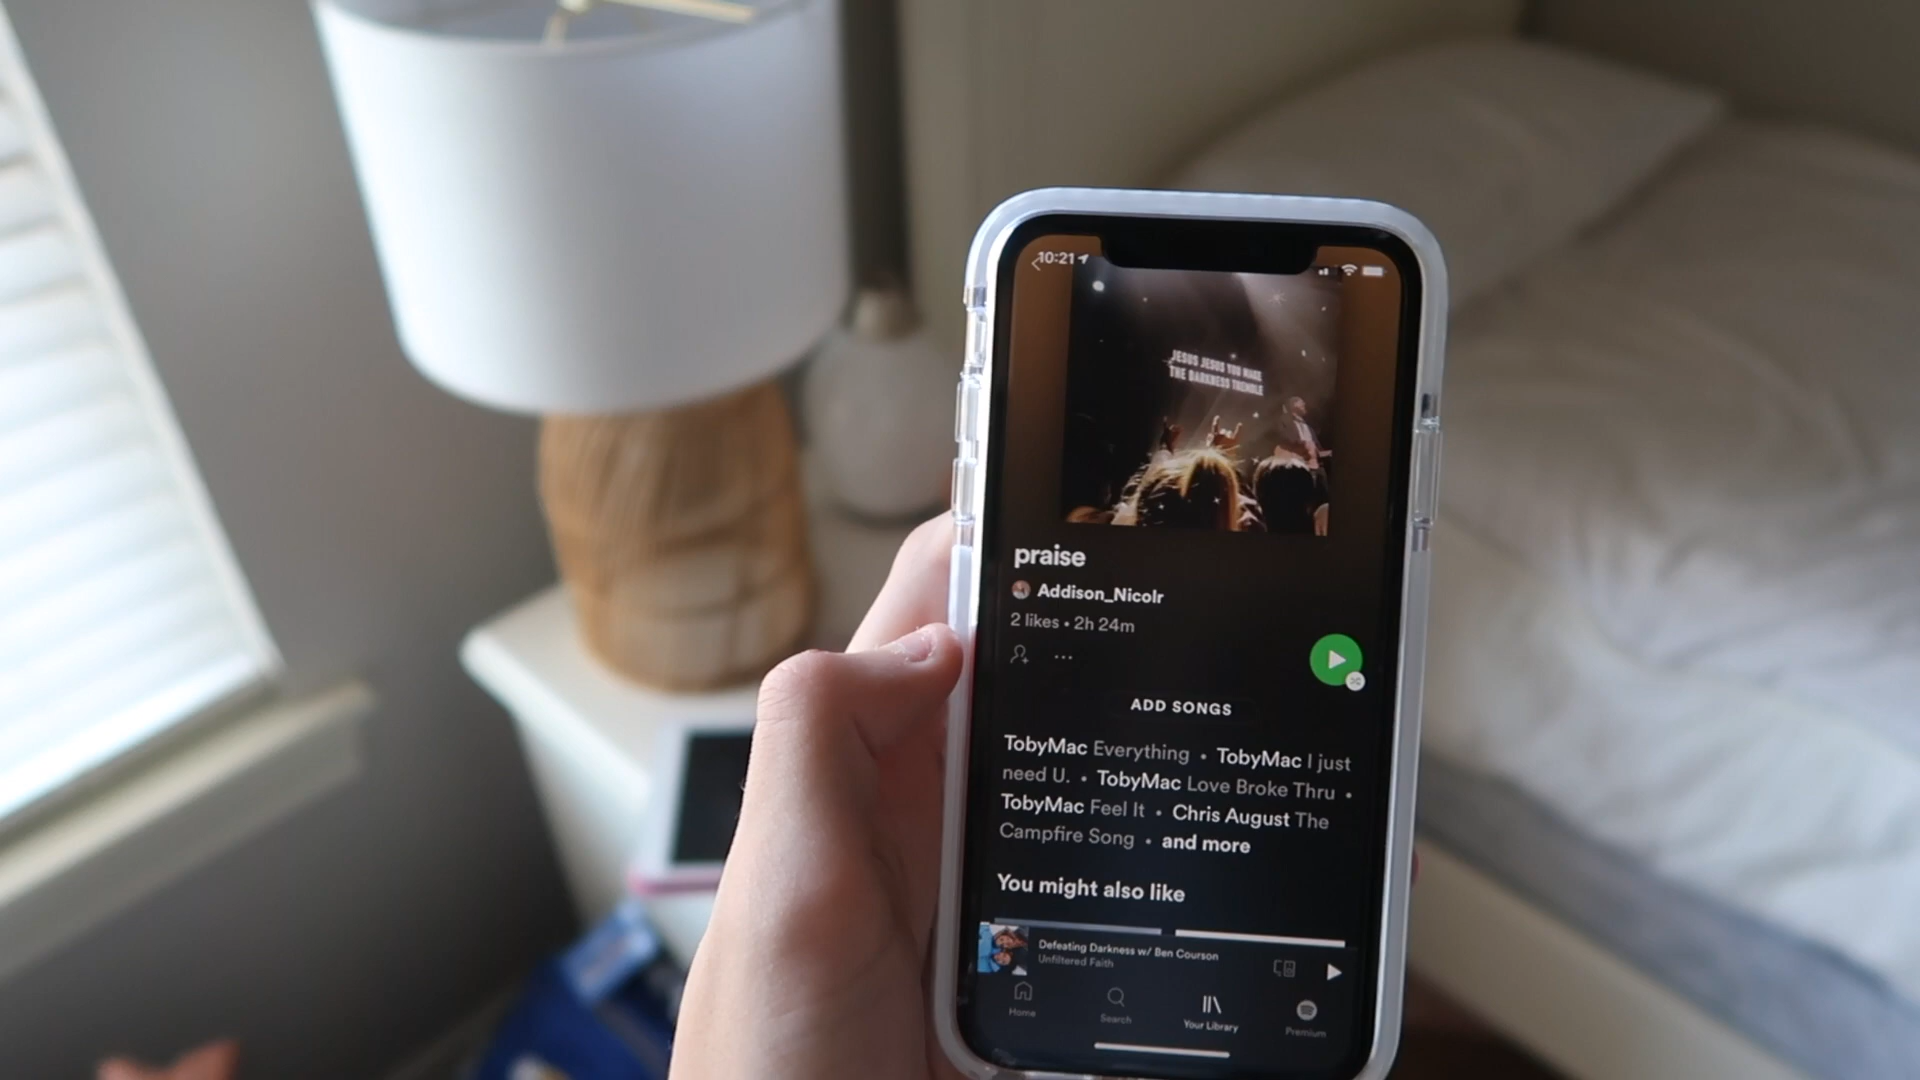 10:21
JESUS JESUS YOU MAKE
THE DARKNESS TREMBLE
praise
Addison_Nicolr
2 likes • 2h 24m
ADD SONGS
TobyMac Everything • TobyMac I just
need U. • TobyMac Love Broke Thru •
TobyMac Feel It • Chris August The
Campfire Song • and more
You might also like
Defeating Darkness w/ Ben Courson
Unfiltered Faith
Home
Search
Your Library
Premium